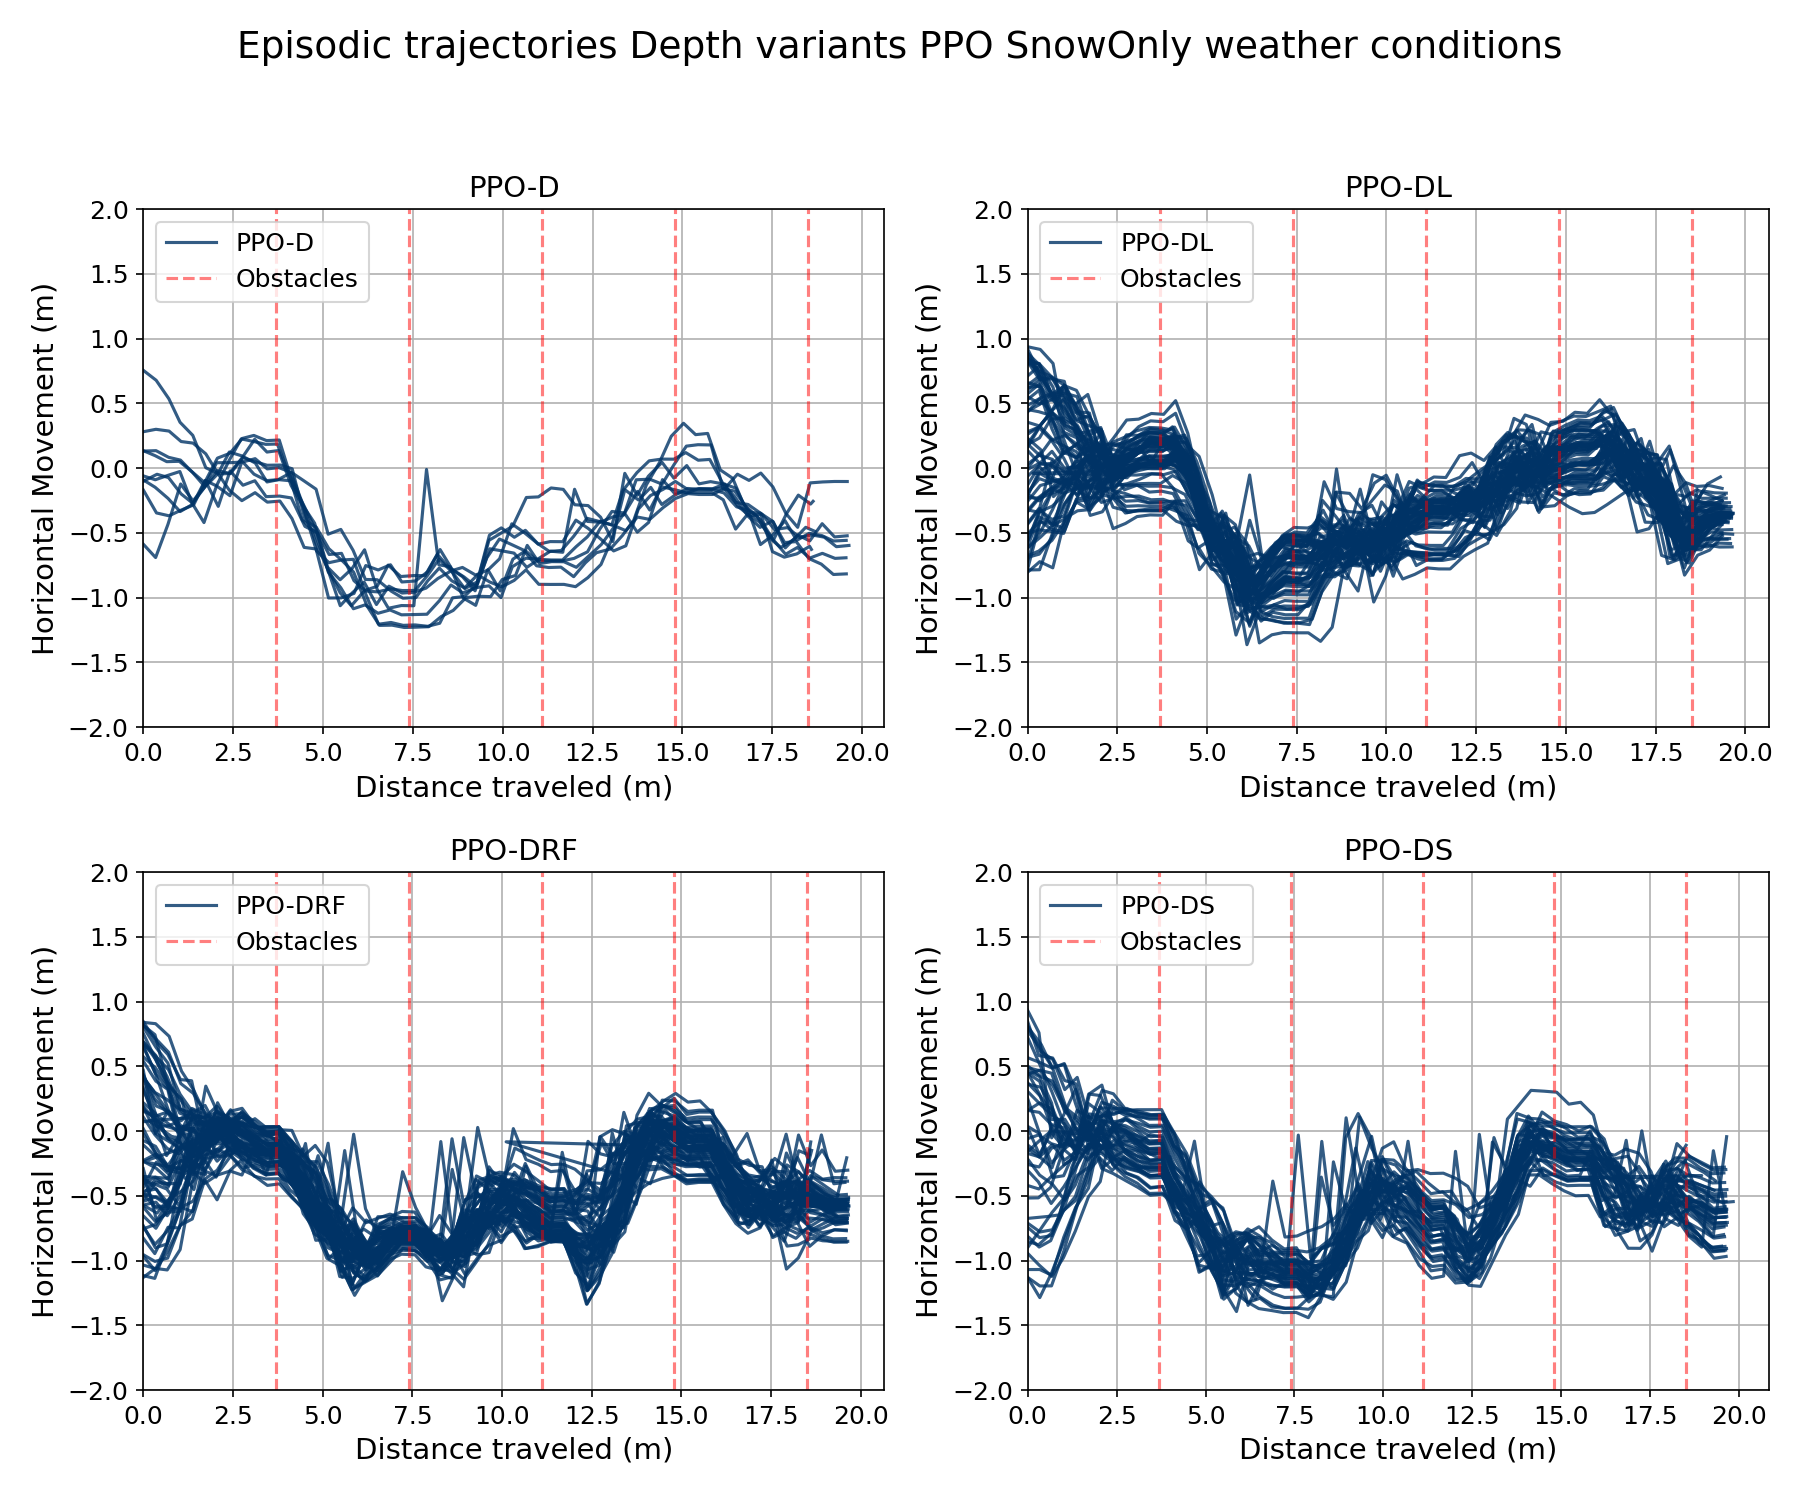 Episodic trajectories Depth variants PPO SnowOnly weather conditions
PPO-D
PPO-D
Obstacles
2.0
1.5
1.0
0.5
0.0
−0.5
−1.0
−1.5
−2.0
Horizontal Movement (m)
0.0 2.5 5.0 7.5 10.0 12.5 15.0 17.5 20.0
Distance traveled (m)
PPO-DL
PPO-DL
Obstacles
2.0
1.5
1.0
0.5
0.0
−0.5
−1.0
−1.5
−2.0
Horizontal Movement (m)
0.0 2.5 5.0 7.5 10.0 12.5 15.0 17.5 20.0
Distance traveled (m)
PPO-DRF
PPO-DRF
Obstacles
2.0
1.5
1.0
0.5
0.0
−0.5
−1.0
−1.5
−2.0
Horizontal Movement (m)
0.0 2.5 5.0 7.5 10.0 12.5 15.0 17.5 20.0
Distance traveled (m)
PPO-DS
PPO-DS
Obstacles
2.0
1.5
1.0
0.5
0.0
−0.5
−1.0
−1.5
−2.0
Horizontal Movement (m)
0.0 2.5 5.0 7.5 10.0 12.5 15.0 17.5 20.0
Distance traveled (m)